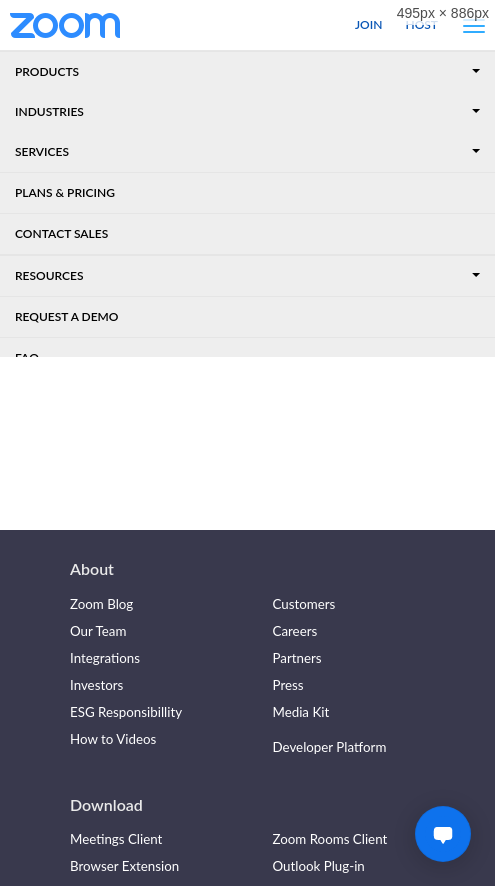 zoom
JOIN
HOST
495px × 886px
PRODUCTS
INDUSTRIES
SERVICES
PLANS & PRICING
CONTACT SALES
RESOURCES
REQUEST A DEMO
FAQ
About
Zoom Blog
Customers
Our Team
Careers
Integrations
Partners
Investors
Press
ESG Responsibillity
Media Kit
How to Videos
Developer Platform
Download
Meetings Client
Zoom Rooms Client
Browser Extension
Outlook Plug-in